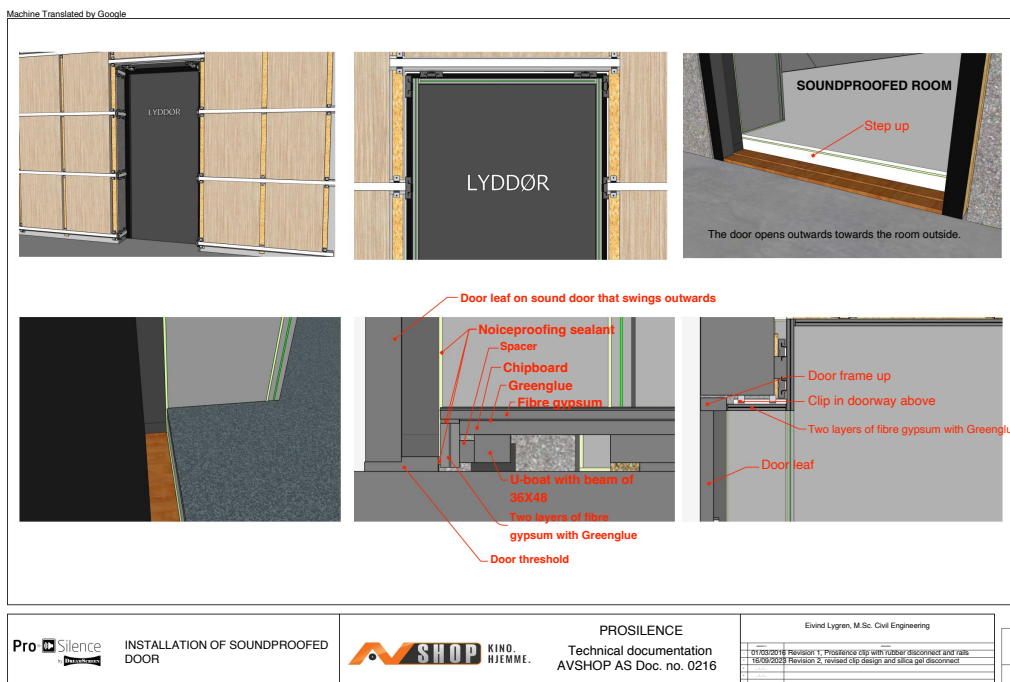 Machine Translated by Google
LYDDØR
LYDDØR
SOUNDPROOFED ROOM
Step up
The door opens outwards towards the room outside.
Door leaf on sound door that swings outwards
Noiceproofing sealant
Spacer
Chipboard
Greenglue
Fibre gypsum
U-boat with beam of
36X48
Two layers of fibre
gypsum with Greenglue
Door threshold
Door frame up
Clip in doorway above
Two layers of fibre gypsum with Greenglu
Door leaf
Pro Silence
by DREAMSCREEN
INSTALLATION OF SOUNDPROOFED
DOOR
AV SHOP KINO.
HJEMME.
PROSILENCE
Technical documentation
AVSHOP AS Doc. no. 0216
Eivind Lygren, M.Sc. Civil Engineering
01/03/2016 Revision 1, Prosilence clip with rubber disconnect and rails
16/09/2023 Revision 2, revised clip design and silica gel disconnect